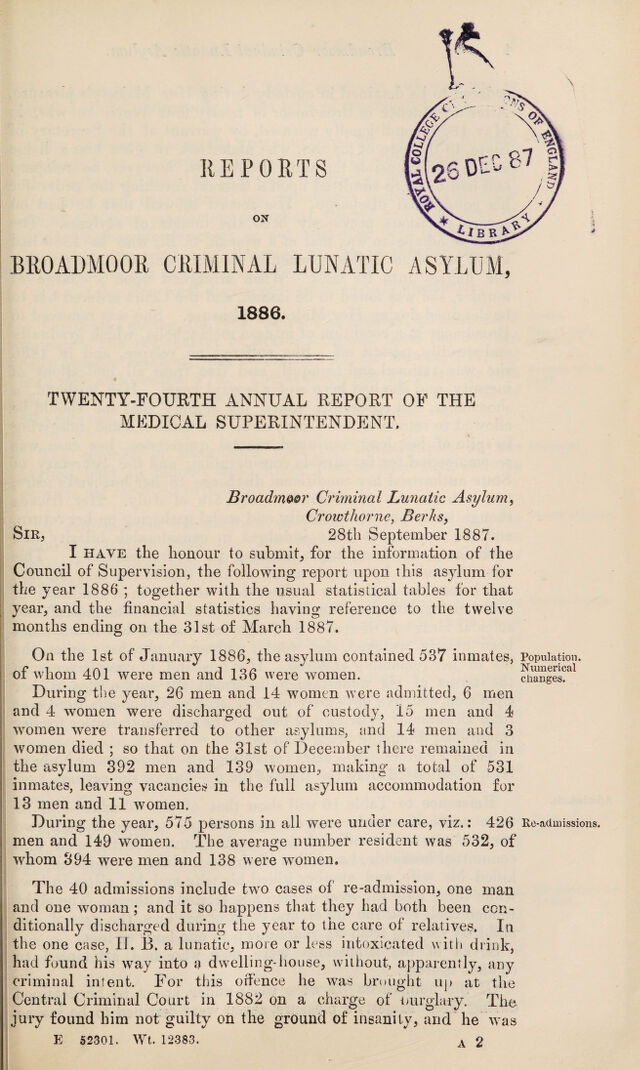 ROYAL COLLEGE OF ENGLAND
26 DEC 87
LIBRARY
REPORTS
ON
BROADMOOR CRIMINAL LUNATIC ASYLUM,
1886.
TWENTY-FOURTH ANNUAL REPORT OF THE
MEDICAL SUPERINTENDENT.
Broadmoor Criminal Lunatic Asylum,
Crowthorne, Berks,
SIR, 28th September 1887.
I HAVE the honour to submit, for the information of the
Council of Supervision, the following report upon this asylum for
the year 1886 ; together with the usual statistical tables for that
year, and the financial statistics having reference to the twelve
months ending on the 31st of March 1887.
On the 1st of January 1886, the asylum contained 537 inmates,
of whom 401 were men and 136 were women.
Population.
Numerical
changes.
During the year, 26 men and 14 women were admitted, 6 men
and 4 women were discharged out of custody, 15 men and 4
women were transferred to other asylums, and 14 men and 3
women died ; so that on the 31st of December there remained in
the asylum 392 men and 139 women, making a total of 531
inmates, leaving vacancies in the full asylum accommodation for
13 men and 11 women.
During the year, 575 persons in all were under care, viz.: 426
Re-admissions.
men and 149 women. The average number resident was 532, of
whom 394 were men and 138 were women.
The 40 admissions include two cases of re-admission, one man
and one woman ; and it so happens that they had both been con-
ditionally discharged during the year to the care of relatives. In
the one case, H. B. a lunatic, more or less intoxicated with drink,
had found his way into a dwelling-house, without, apparently, any
criminal intent. For this offence he was brought up at the
Central Criminal Court in 1882 on a charge of burglary. The
jury found him not guilty on the ground of insanity, and he was
E 52301. Wt. 12383. A 2